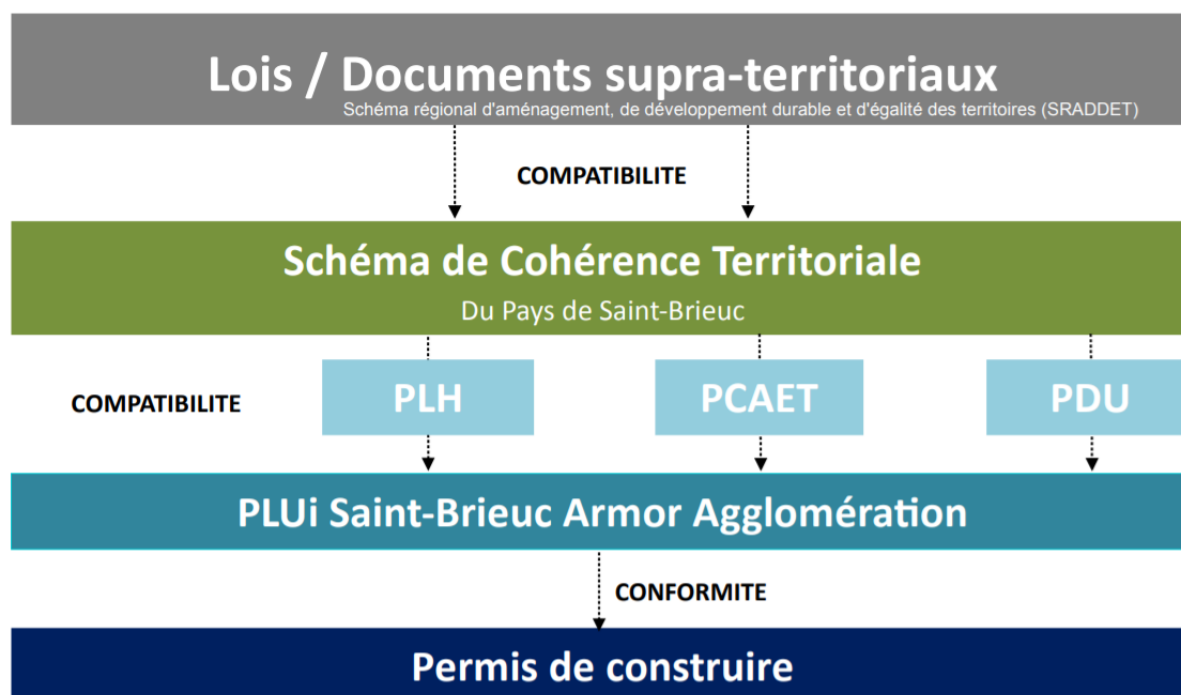 Lois / Documents supra-territoriaux
Schéma régional d'aménagement, de développement durable et d'égalité des territoires (SRADDET)
COMPATIBILITE
Schéma de Cohérence Territoriale
Du Pays de Saint-Brieuc
COMPATIBILITE
PLH
PCAET
PDU
PLUi Saint-Brieuc Armor Agglomération
CONFORMITE
Permis de construire